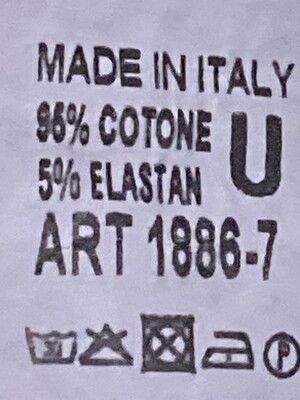 MADE IN ITALY
96% COTONE
5% ELASTAN
U
ART 1886-7
P